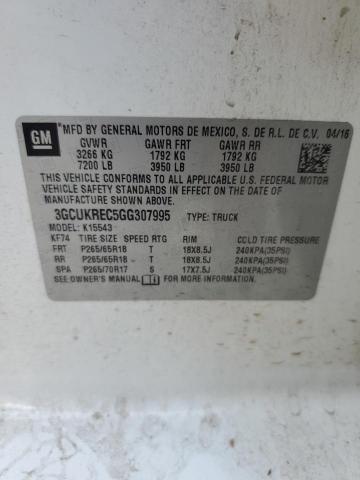 GM MFD BY GENERAL MOTORS DE MEXICO, S. DE R.L. DE C.V. 04/16
GVWR GAWR FRT GAWR RR
3266 KG 1792 KG 1792 KG
7200 LB 3950 LB 3950 LB
THIS VEHICLE CONFORMS TO ALL APPLICABLE U.S. FEDERAL MOTOR
VEHICLE SAFETY AND THEFT PREVENTION STANDARDS IN EFFECT ON THE DATE OF
MANUFACTURE SHOWN ABOVE.
3GCUKREC5GG307995 TYPE: TRUCK
MODEL: K15543
KF74 TIRE SIZE SPEED RTG RIM COLD TIRE PRESSURE
FRT P265/65R18 T 18X8.5J 240KPA(35PSI)
RR P265/65R18 T 18X8.5J 240KPA(35PSI)
SPA P265/70R17 S 17X7.5J 240KPA(35PSI)
SEE OWNER'S MANUAL FOR MORE INFORMATION.